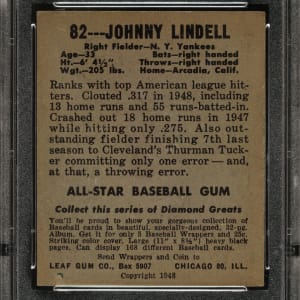 82---JOHNNY LINDELL
Right Fielder—N. Y. Yankees
Age—33 Bats—right handed
Ht.—6' 4½" Throws—right handed
Wgt.—205 lbs. Home—Arcadia, Calif.
Ranks with top American league hit-
ters. Clouted .317 in 1948, including
13 home runs and 55 runs-batted-in.
Crashed out 18 home runs in 1947
while hitting only .275. Also out-
standing fielder finishing 7th last
season to Cleveland's Thurman Tuck-
er committing only one error—and,
at that, it was a throwing error.
ALL-STAR BASEBALL GUM
Collect this series of Diamond Greats
You'll be proud to show your gorgeous collection of
Baseball cards in beautiful, special-designed, 32-pg.
Album. Get it for only 5 Baseball Wrappers and 25c.
Striking color cover. Large (11" x 8½") heavy black
pages. Can display 168 different baseball cards.
Send Wrappers and Coin to
LEAF GUM CO., Box 5907 CHICAGO 80, ILL.
Copyright 1948